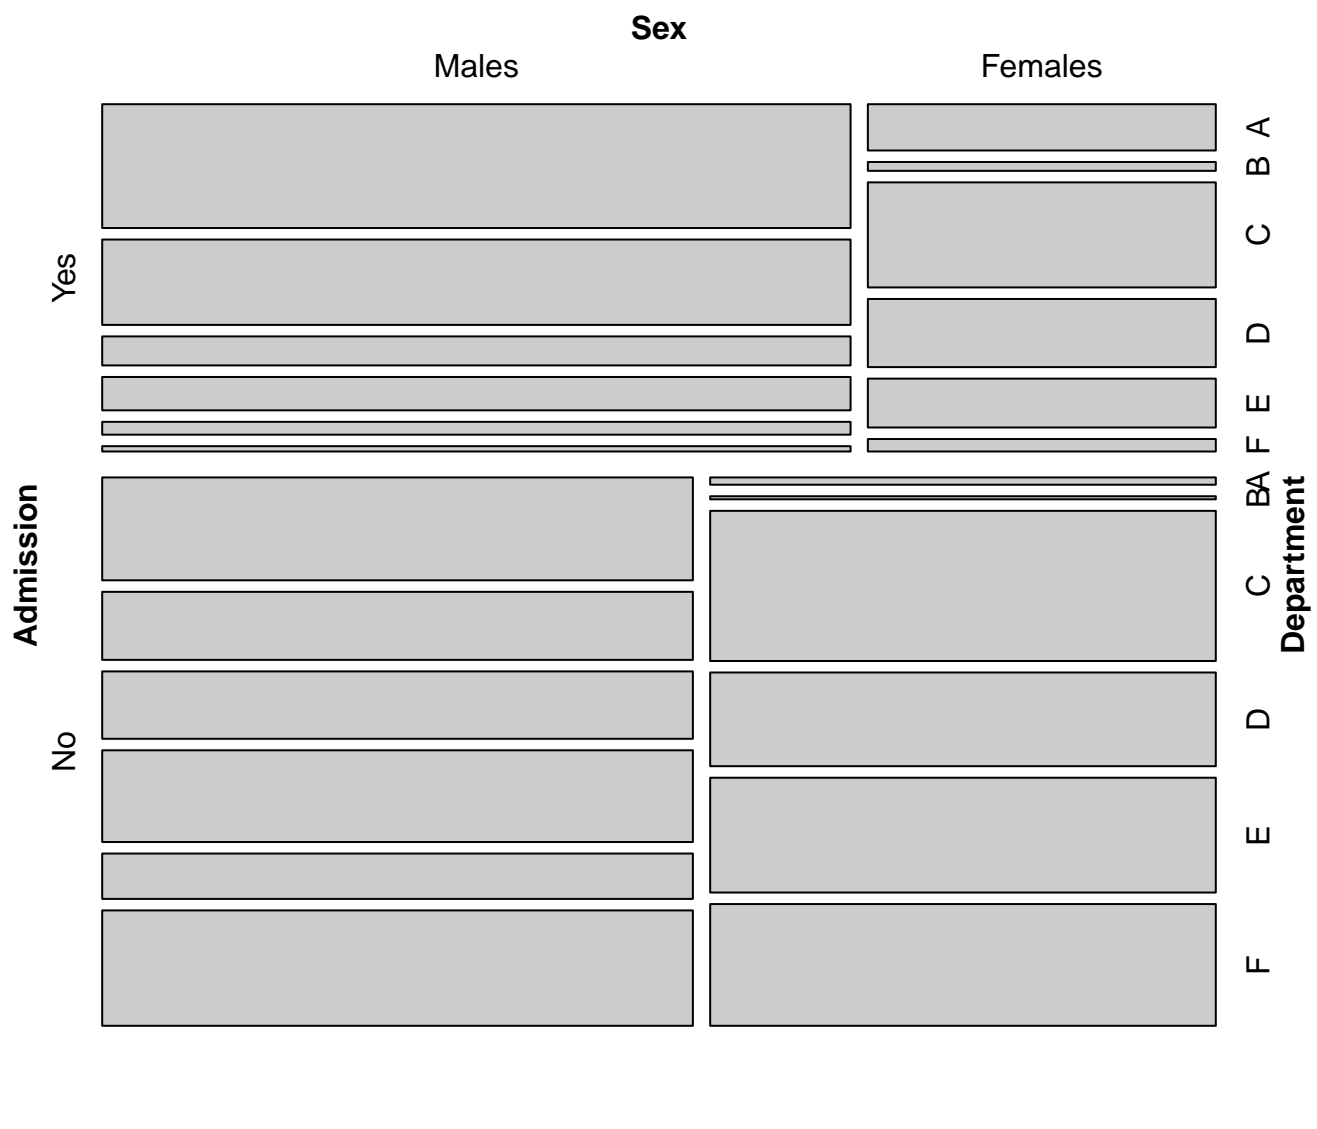 Sex
Males Females
Yes
No
Admission
A
B
C
D
E
F
A
B
C
D
E
F
Department